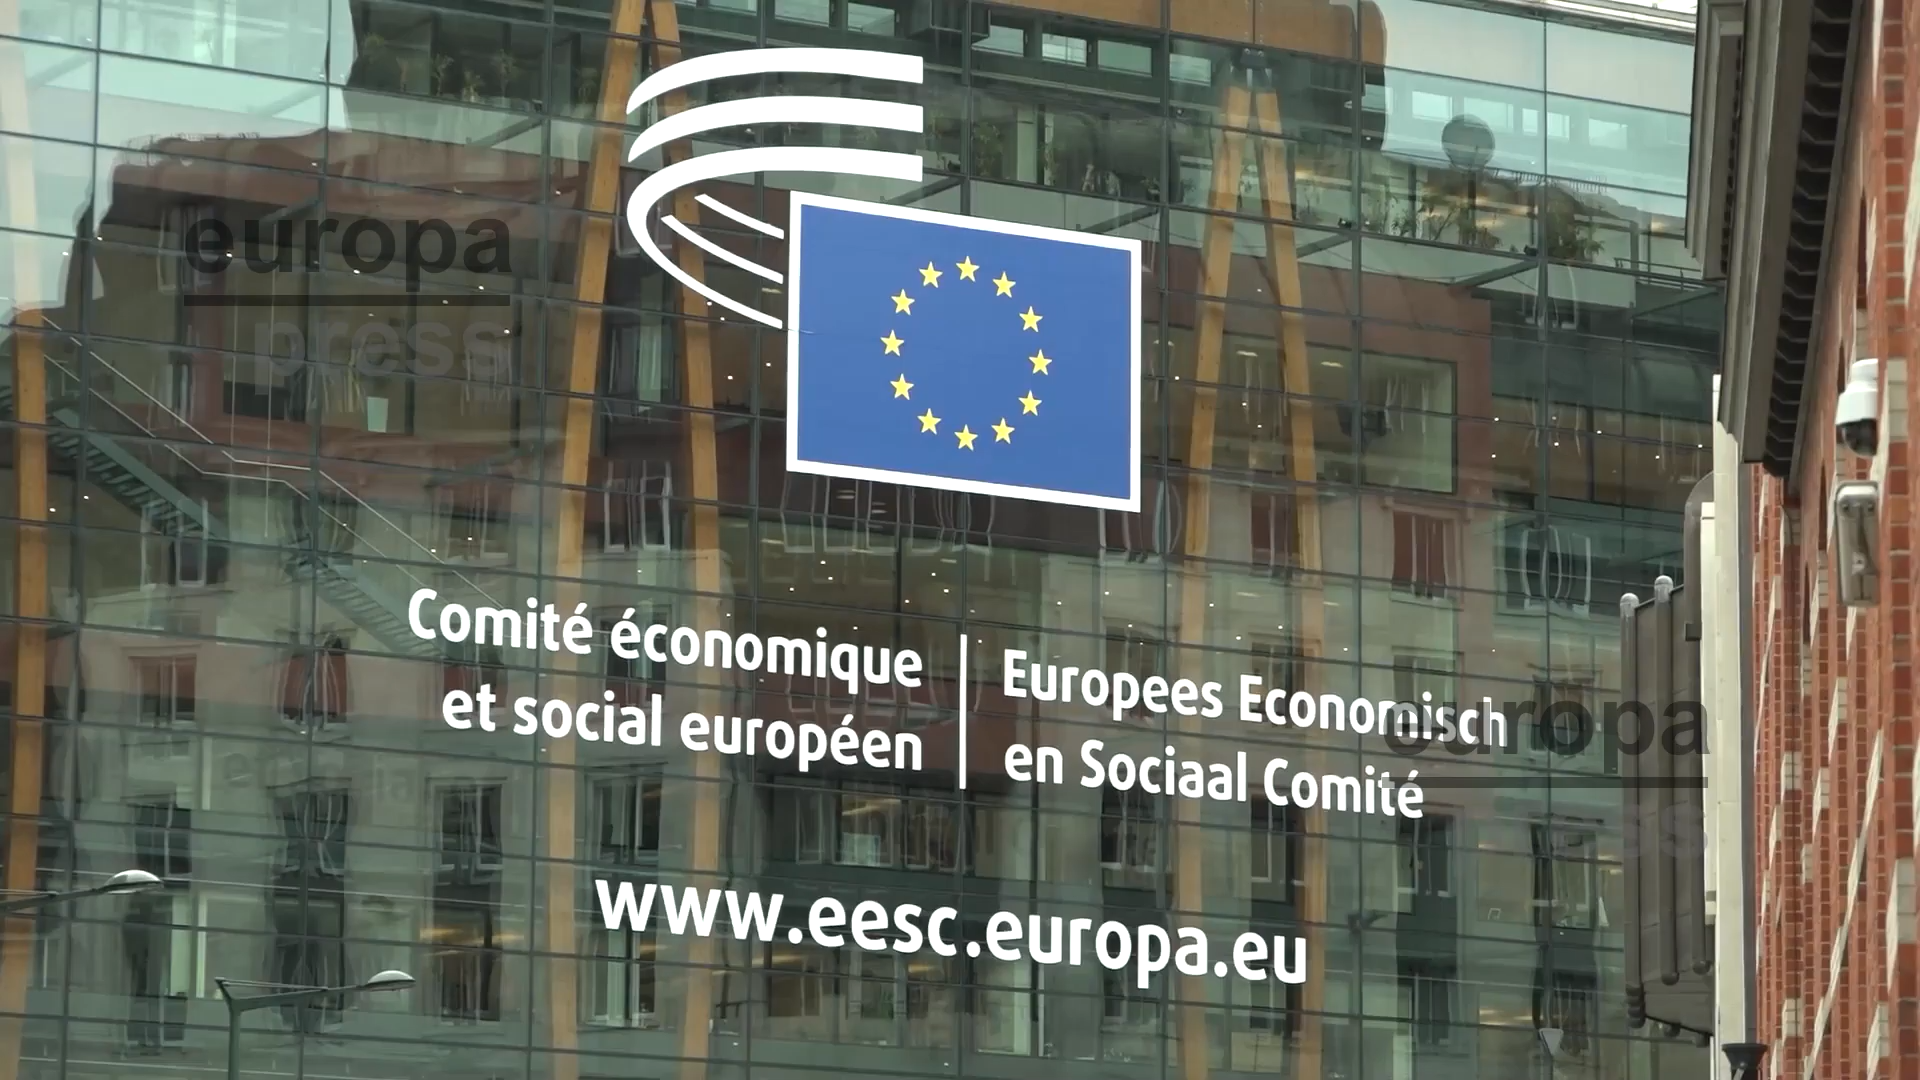 europa
press
Comité économique
et social européen
Europees Economisch
en Sociaal Comité
europa
www.eesc.europa.eu